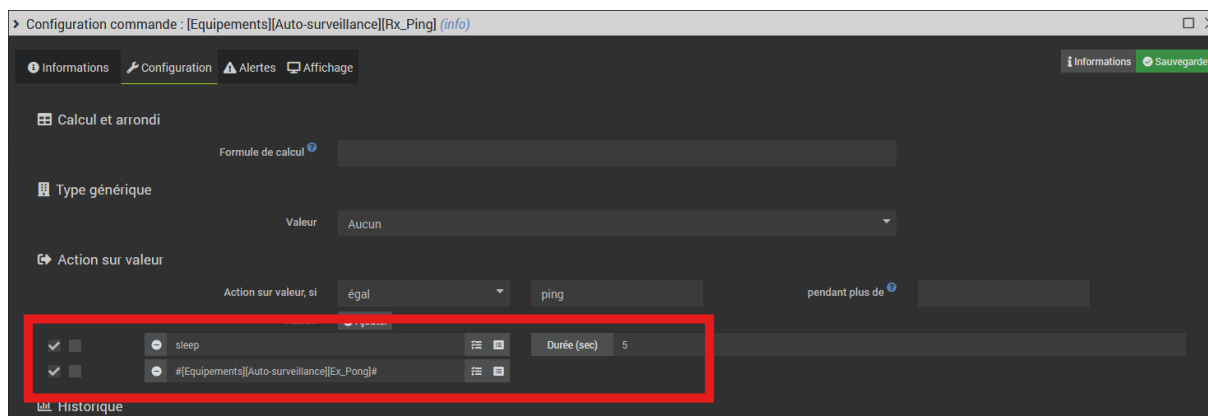 Configuration commande : [Equipements][Auto-surveillance][Rx_Ping] (info)
Informations Configuration Alertes Affichage Informations Sauvegarde
Calcul et arrondi
Formule de calcul
Type générique
Valeur Aucun
Action sur valeur
Action sur valeur, si égal ping pendant plus de
sleep Durée (sec) 5
#[Equipements][Auto-surveillance][Ex_Pong]#
Historique